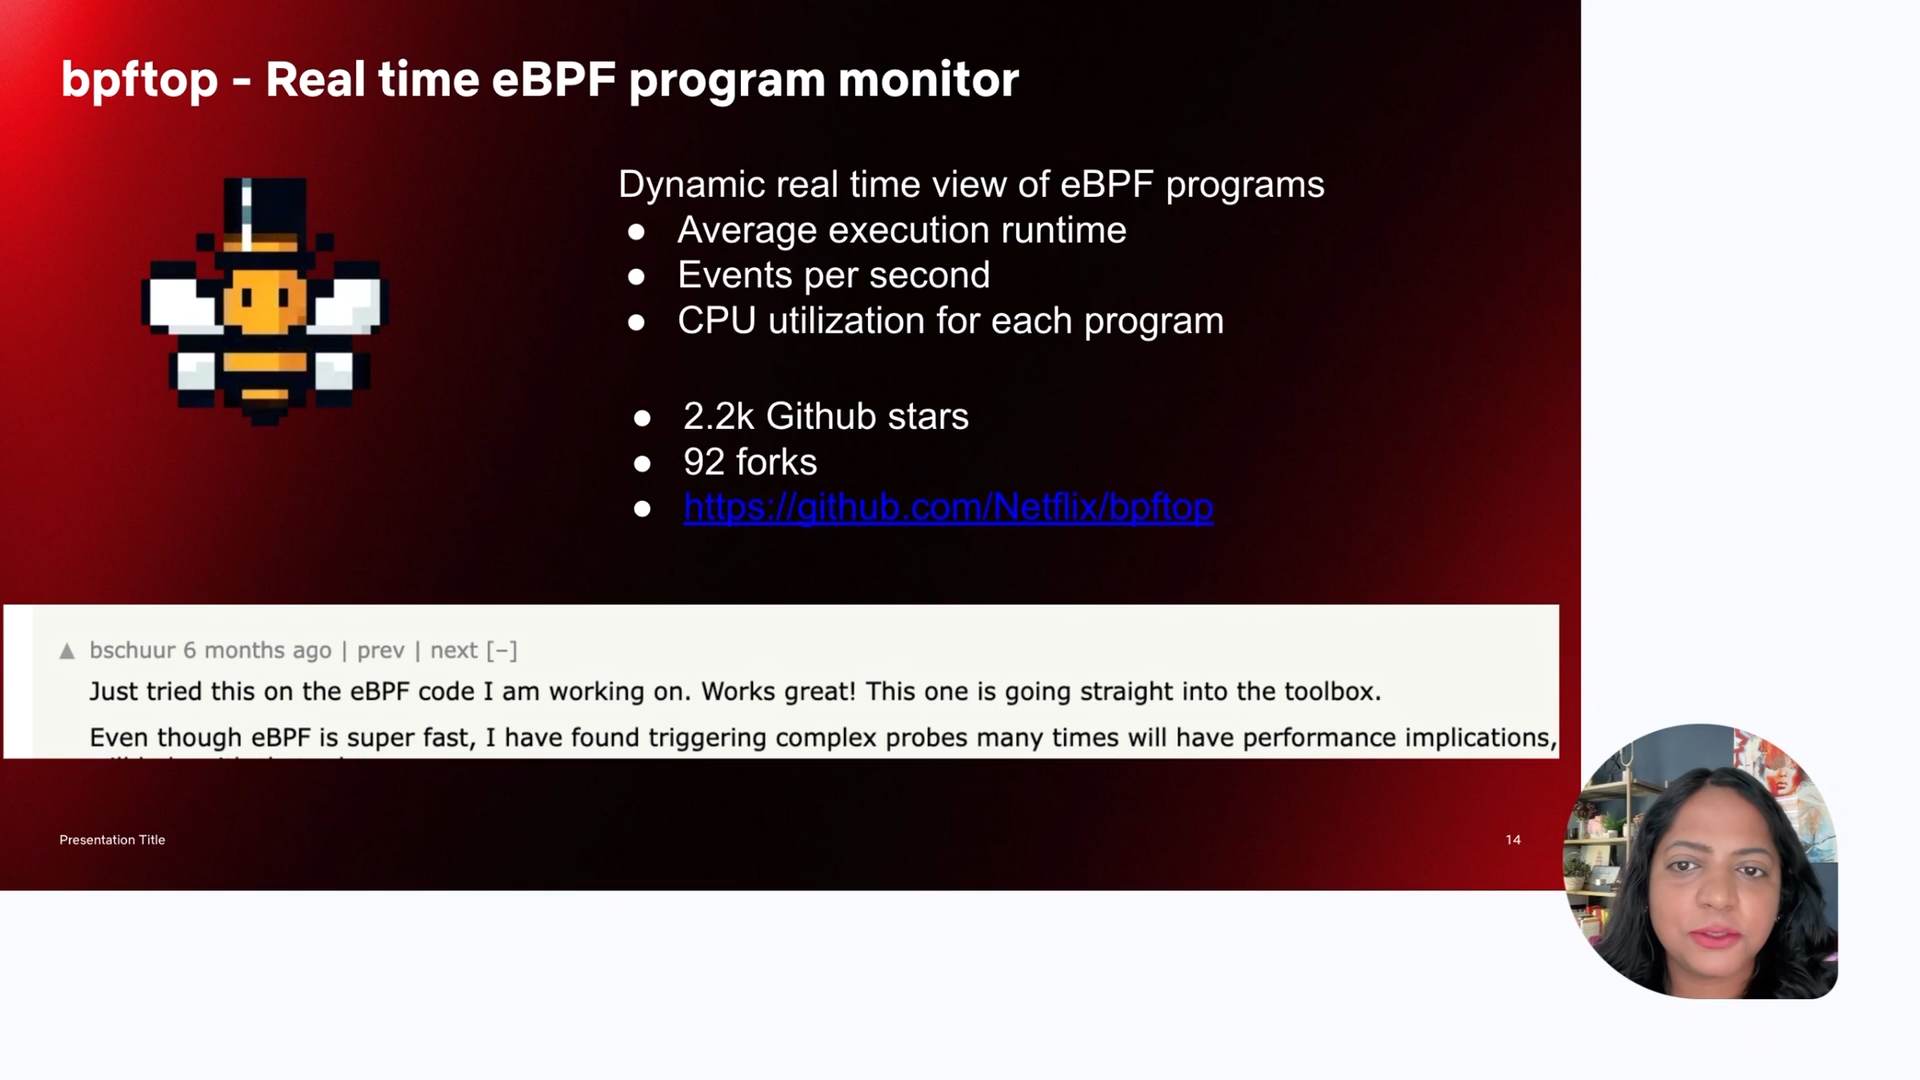 bpftop - Real time eBPF program monitor
Dynamic real time view of eBPF programs
● Average execution runtime
● Events per second
● CPU utilization for each program
● 2.2k Github stars
● 92 forks
● https://github.com/Netflix/bpftop
▲ bschuur 6 months ago | prev | next [–]
Just tried this on the eBPF code I am working on. Works great! This one is going straight into the toolbox.
Even though eBPF is super fast, I have found triggering complex probes many times will have performance implications,
Presentation Title
14